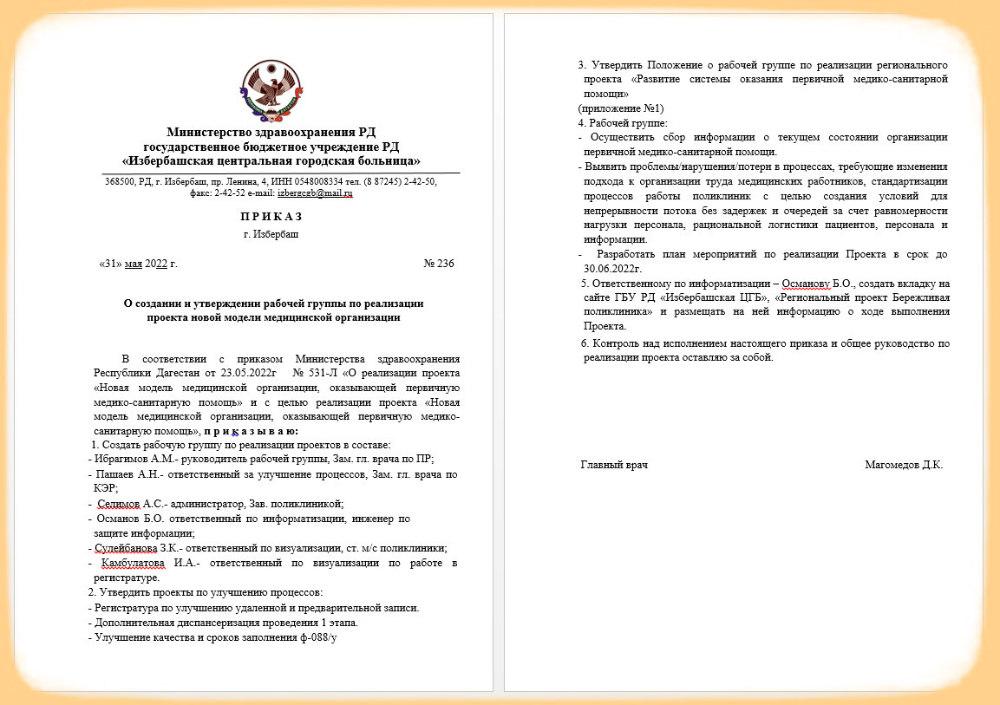 Министерство здравоохранения РД
государственное бюджетное учреждение РД
«Избербашская центральная городская больница»
368500, РД, г. Избербаш, пр. Ленина, 4, ИНН 0548008334 тел. (8 87245) 2-42-50,
факс: 2-42-52 e-mail: izbergcgb@mail.ru
П Р И К А З
г. Избербаш
«31» мая 2022 г. № 236
О создании и утверждении рабочей группы по реализации
проекта новой модели медицинской организации
В соответствии с приказом Министерства здравоохранения
Республики Дагестан от 23.05.2022г № 531-Л «О реализации проекта
«Новая модель медицинской организации, оказывающей первичную
медико-санитарную помощь» и с целью реализации проекта «Новая
модель медицинской организации, оказывающей первичную медико-
санитарную помощь», п р и к а з ы в а ю:
1. Создать рабочую группу по реализации проектов в составе:
- Ибрагимов А.М.- руководитель рабочей группы, Зам. гл. врача по ПР;
- Пашаев А.Н.- ответственный за улучшение процессов, Зам. гл. врача по
КЭР;
- Селимов А.С.- администратор, Зав. поликлиникой;
- Османов Б.О. ответственный по информатизации, инженер по
защите информации;
- Сулейбанова З.К.- ответственный по визуализации, ст. м/с поликлиники;
- Камбулатова И.А.- ответственный по визуализации по работе в
регистратуре.
2. Утвердить проекты по улучшению процессов:
- Регистратура по улучшению удаленной и предварительной записи.
- Дополнительная диспансеризация проведения 1 этапа.
- Улучшение качества и сроков заполнения ф-088/у
3. Утвердить Положение о рабочей группе по реализации регионального
проекта «Развитие системы оказания первичной медико-санитарной
помощи»
(приложение №1)
4. Рабочей группе:
- Осуществить сбор информации о текущем состоянии организации
первичной медико-санитарной помощи.
- Выявить проблемы/нарушения/потери в процессах, требующие изменения
подхода к организации труда медицинских работников, стандартизации
процессов работы поликлиник с целью создания условий для
непрерывности потока без задержек и очередей за счет равномерности
нагрузки персонала, рациональной логистики пациентов, персонала и
информации.
- Разработать план мероприятий по реализации Проекта в срок до
30.06.2022г.
5. Ответственному по информатизации – Османову Б.О., создать вкладку на
сайте ГБУ РД «Избербашская ЦГБ», «Региональный проект Бережливая
поликлиника» и размещать на ней информацию о ходе выполнения
Проекта.
6. Контроль над исполнением настоящего приказа и общее руководство по
реализации проекта оставляю за собой.
Главный врач Магомедов Д.К.